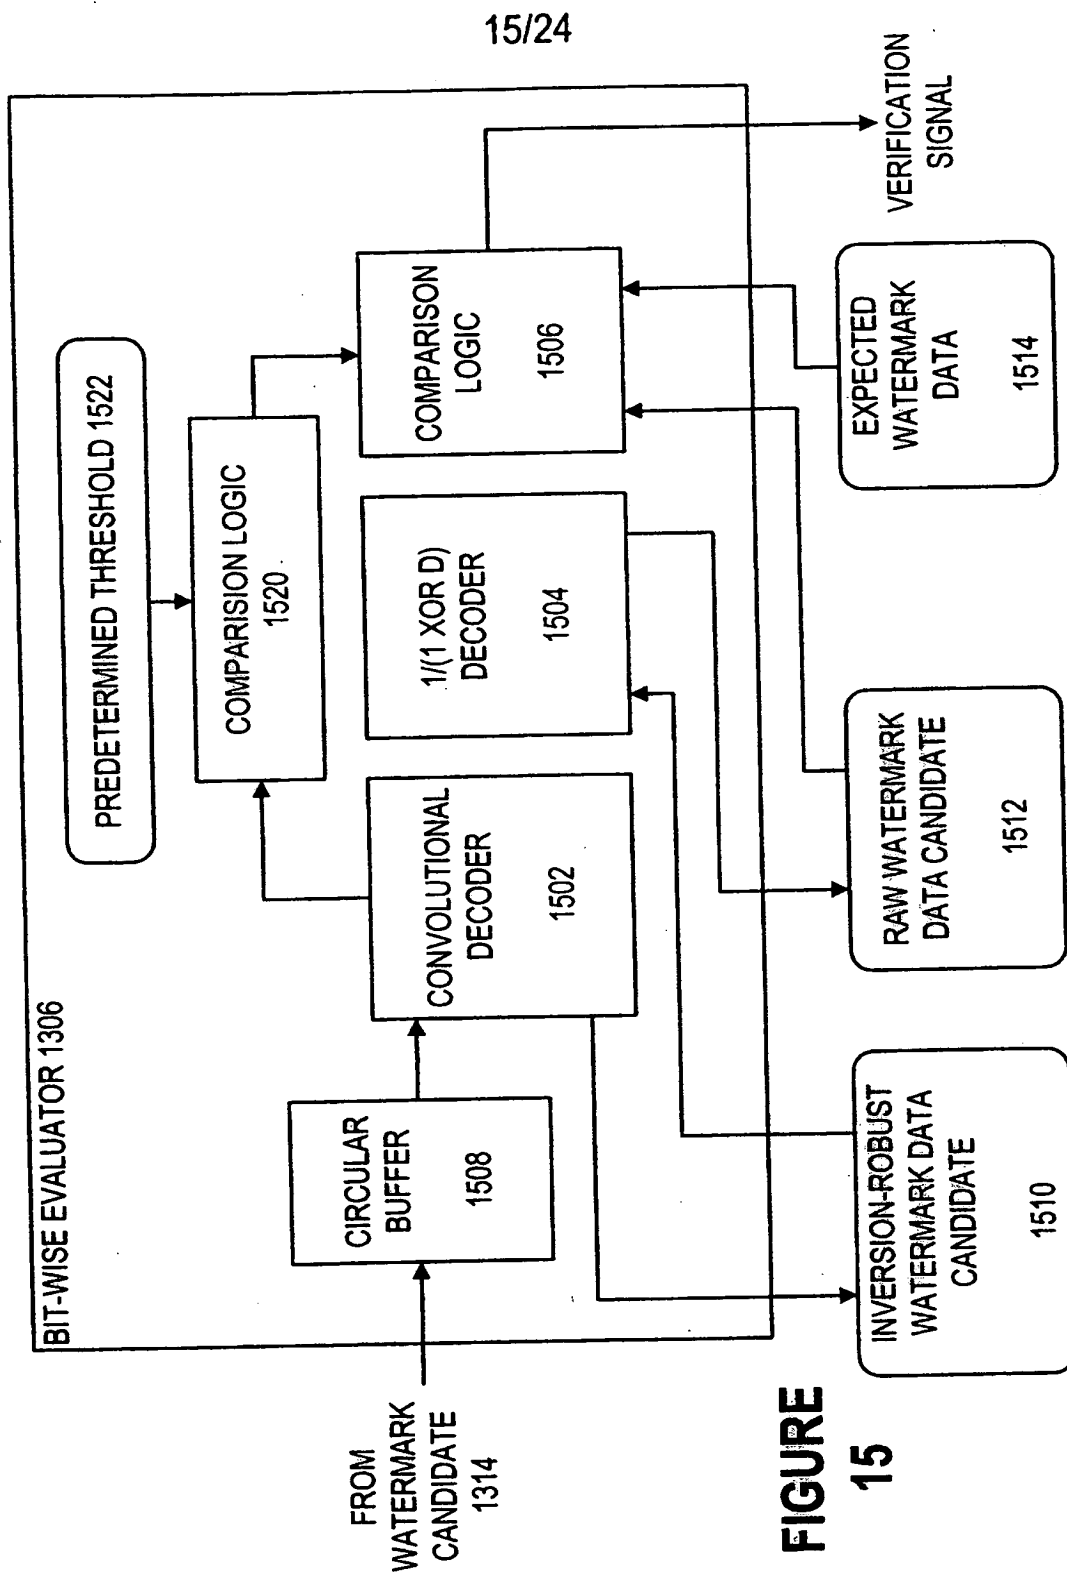 15/24
BIT-WISE EVALUATOR 1306
PREDETERMINED THRESHOLD 1522
COMPARISION LOGIC
1520
FROM
WATERMARK
CANDIDATE
1314
CIRCULAR
BUFFER
1508
CONVOLUTIONAL
DECODER
1502
1/(1 XOR D)
DECODER
1504
COMPARISON
LOGIC
1506
INVERSION-ROBUST
WATERMARK DATA
CANDIDATE
1510
RAW WATERMARK
DATA CANDIDATE
1512
EXPECTED
WATERMARK
DATA
1514
VERIFICATION
SIGNAL
FIGURE
15